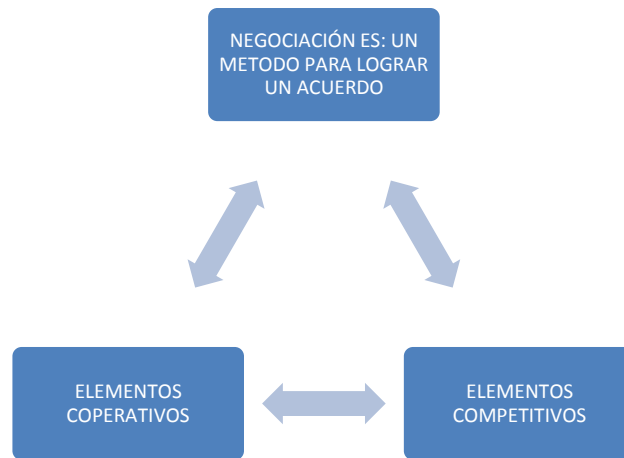 NEGOCIACIÓN ES: UN
METODO PARA LOGRAR
UN ACUERDO
ELEMENTOS
COPERATIVOS
ELEMENTOS
COMPETITIVOS